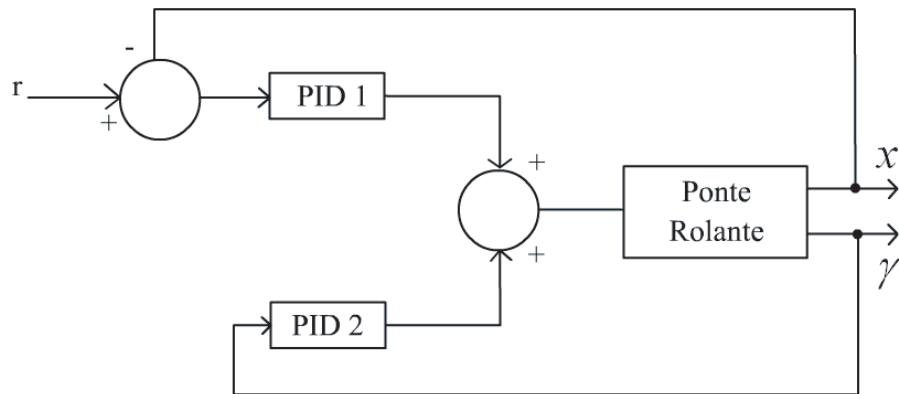 -
r
+
PID 1
+
x
Ponte
Rolante
γ
+
PID 2